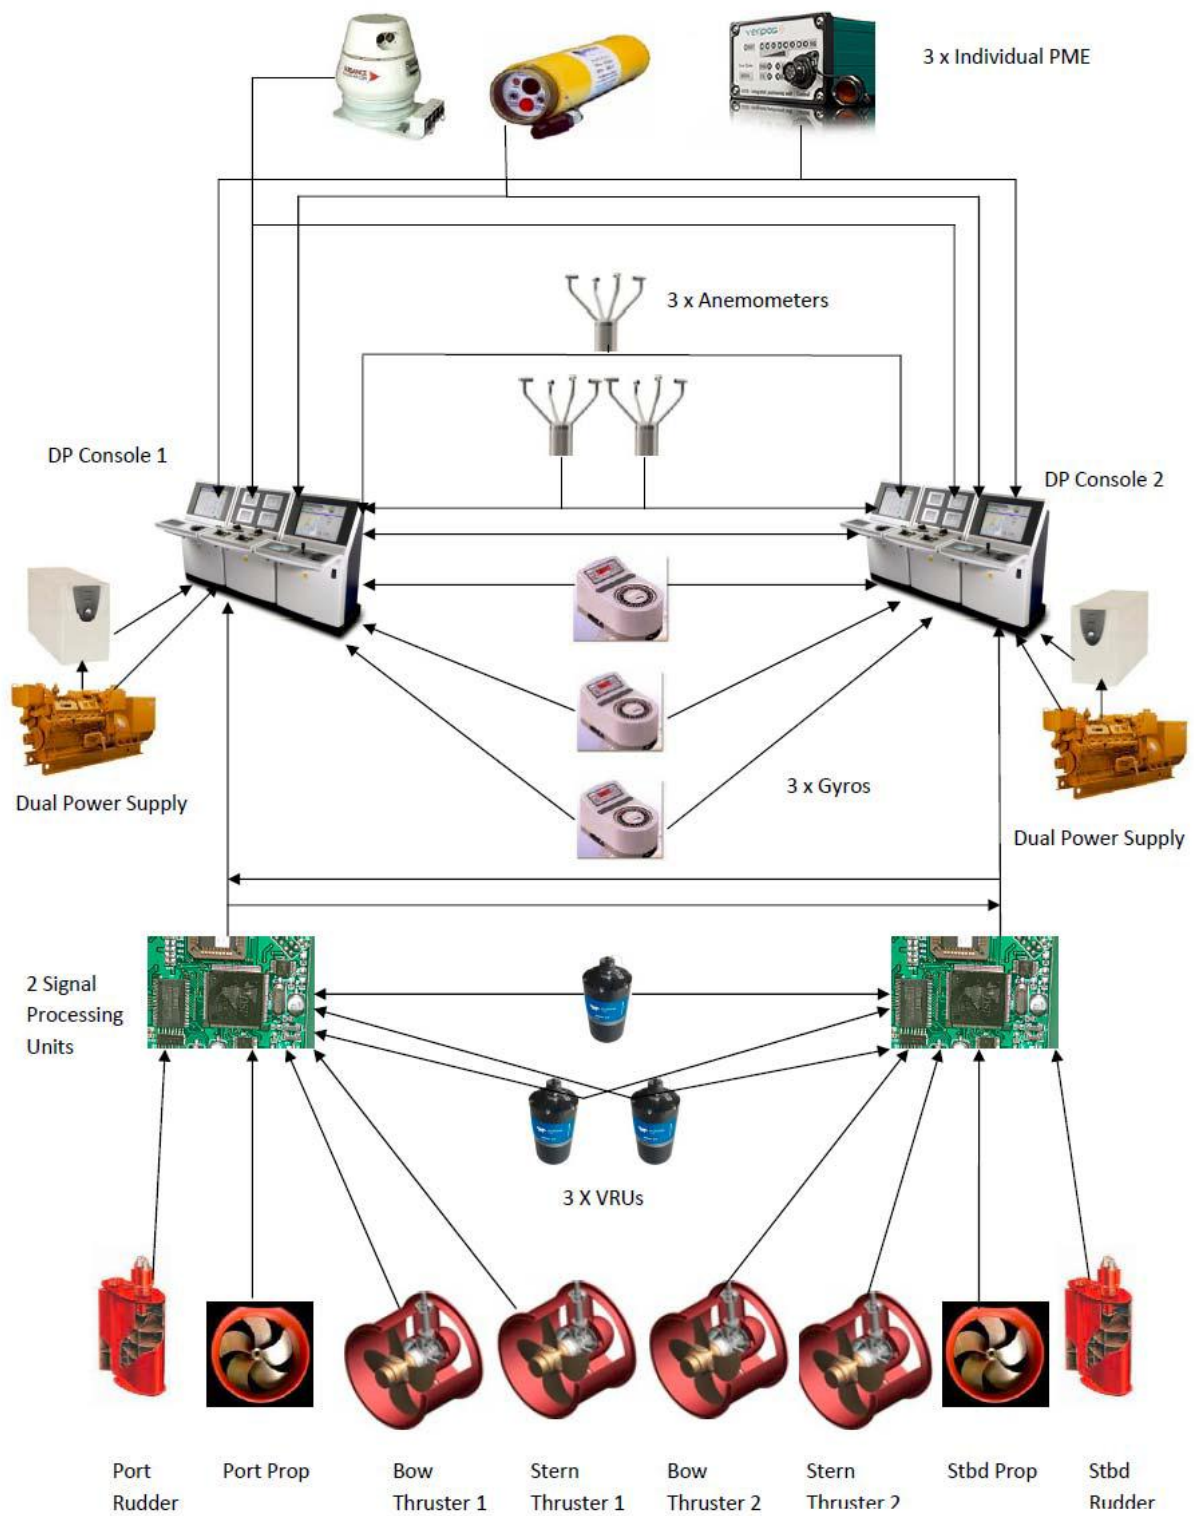 veripos
3 x Individual PME
3 x Anemometers
DP Console 1
DP Console 2
3 x Gyros
Dual Power Supply
Dual Power Supply
2 Signal
Processing
Units
3 X VRUs
Port
Rudder
Port Prop
Bow
Thruster 1
Stern
Thruster 1
Bow
Thruster 2
Stern
Thruster 2
Stbd Prop
Stbd
Rudder